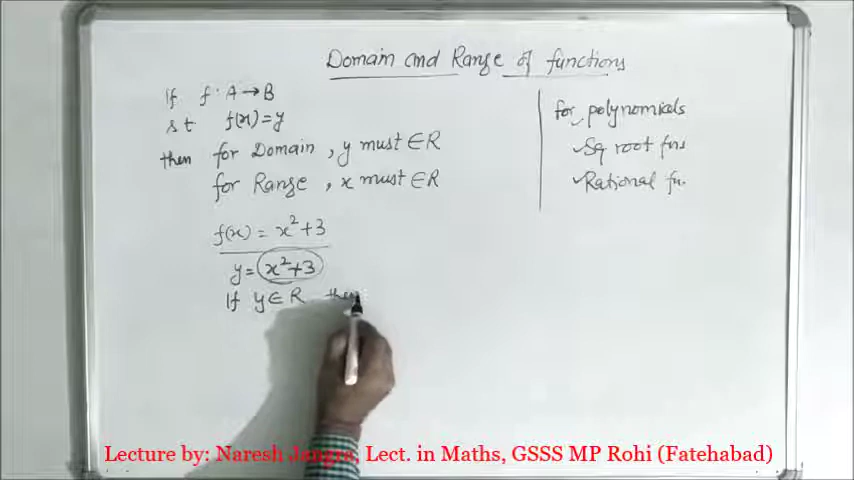 Domain and Range of functions
If f: A→B
s t f(x)=y
then for Domain, y must ∈R
for Range, x must ∈R
f(x) = x²+3
y= x²+3
If y∈R then
for polynomials
✓Sq root fns
✓Rational fn.
Lecture by: Naresh Jangra, Lect. in Maths, GSSS MP Rohi (Fatehabad)